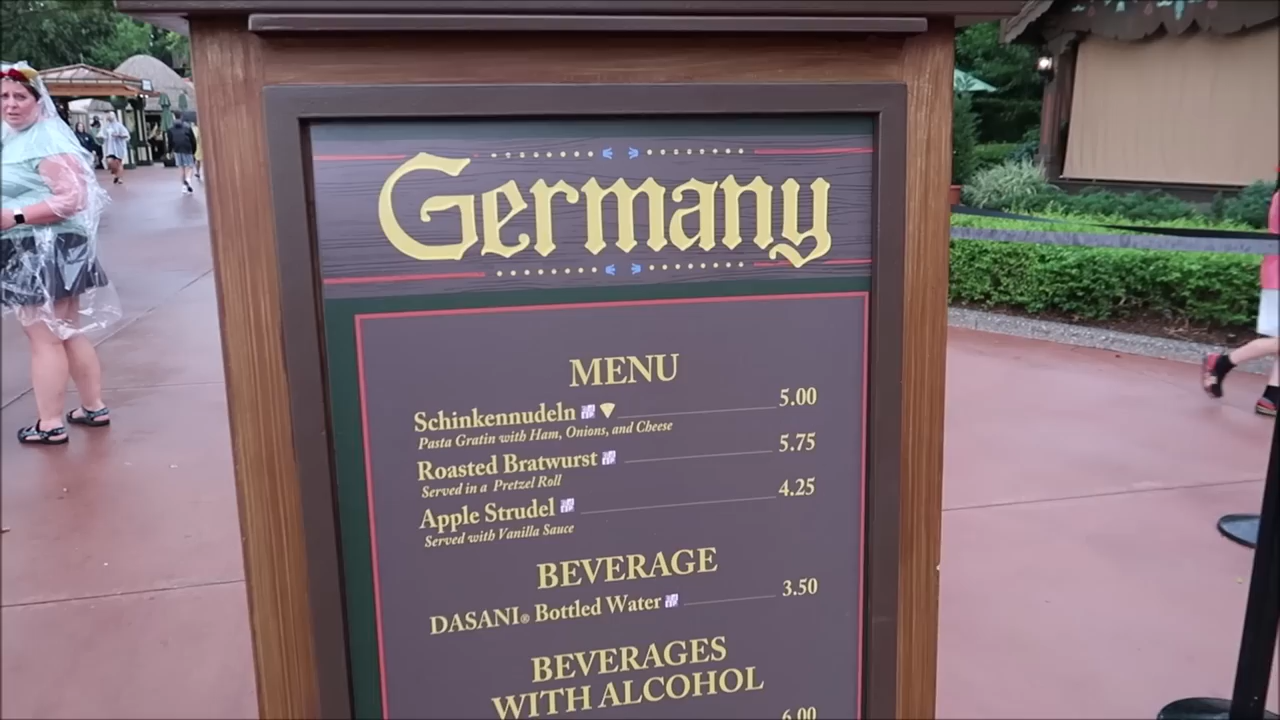 Germany
MENU
Schinkennudeln 5.00
Pasta Gratin with Ham, Onions, and Cheese
Roasted Bratwurst 5.75
Served in a Pretzel Roll
Apple Strudel 4.25
Served with Vanilla Sauce
BEVERAGE
DASANI® Bottled Water 3.50
BEVERAGES
WITH ALCOHOL
6.00